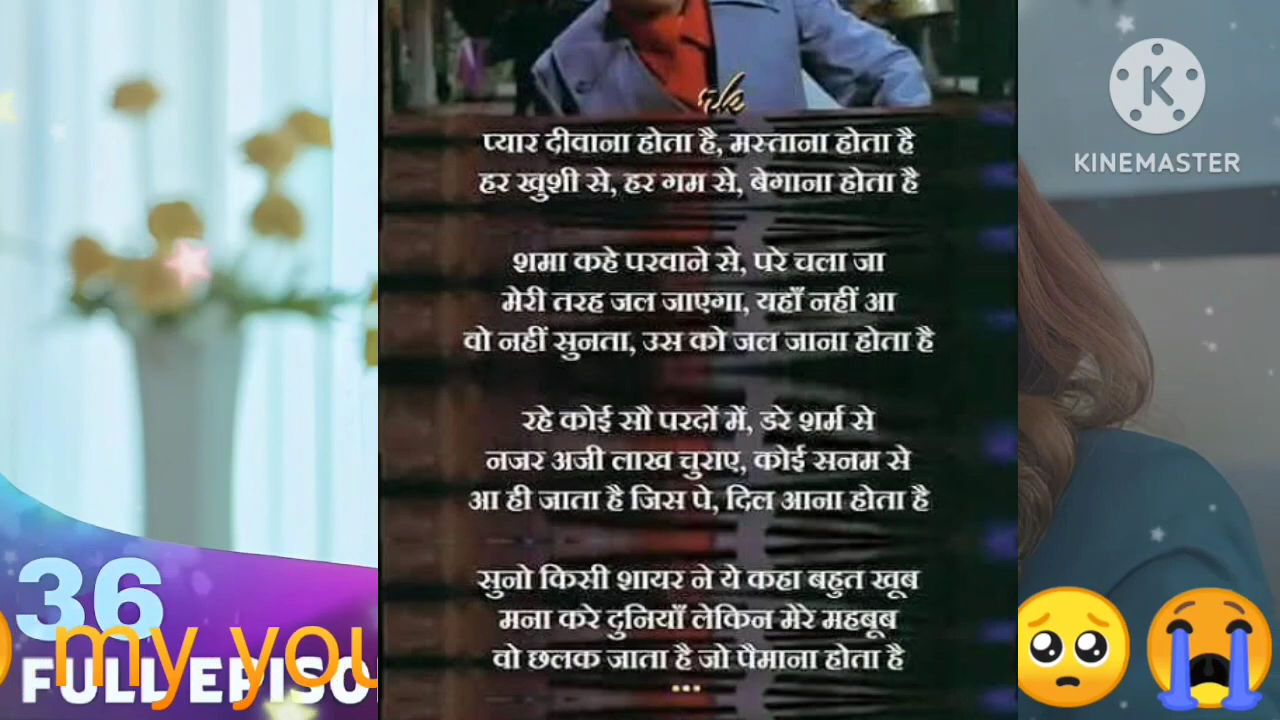 rk
प्यार दीवाना होता है, मस्ताना होता है
हर खुशी से, हर गम से, बेगाना होता है
शमा कहे परवाने से, परे चला जा
मेरी तरह जल जाएगा, यहाँ नहीं आ
वो नहीं सुनता, उस को जल जाना होता है
रहे कोई सौ परदों में, डरे शर्म से
नजर अजी लाख चुराए, कोई सनम से
आ ही जाता है जिस पे, दिल आना होता है
सुनो किसी शायर ने ये कहा बहुत खूब
मना करे दुनियाँ लेकिन मेरे महबूब
वो छलक जाता है जो पैमाना होता है
...
K
KINEMASTER
36
my you
FULL EPISO